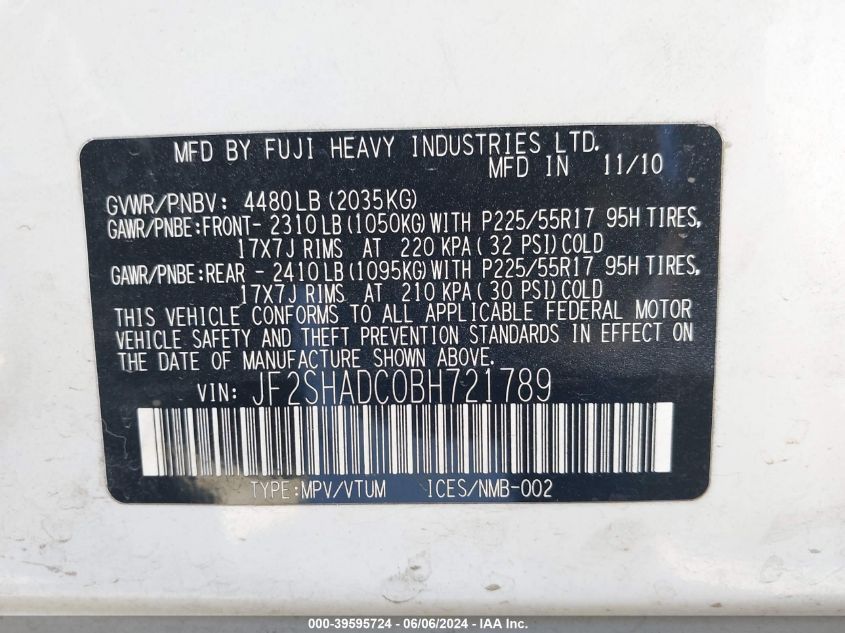 MFD BY FUJI HEAVY INDUSTRIES LTD.
MFD IN 11/10
GVWR/PNBV: 4480LB (2035KG)
GAWR/PNBE:FRONT- 2310LB (1050KG) WITH P225/55R17 95H TIRES,
17X7J RIMS AT 220 KPA ( 32 PSI) COLD
GAWR/PNBE:REAR - 2410LB (1095KG) WITH P225/55R17 95H TIRES,
17X7J RIMS AT 210 KPA ( 30 PSI) COLD
THIS VEHICLE CONFORMS TO ALL APPLICABLE FEDERAL MOTOR
VEHICLE SAFETY AND THEFT PREVENTION STANDARDS IN EFFECT ON
THE DATE OF MANUFACTURE SHOWN ABOVE.
VIN: JF2SHADC0BH721789
TYPE:MPV/VTUM ICES/NMB-002
000-39595724 - 06/06/2024 - IAA Inc.